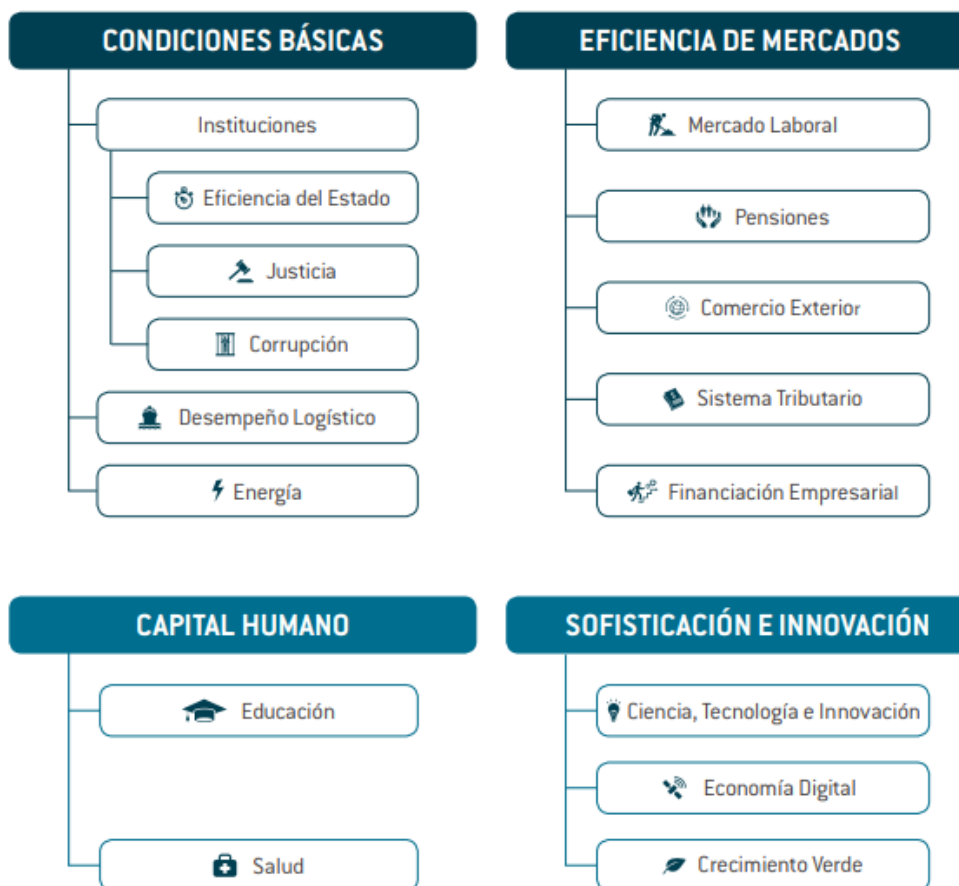 CONDICIONES BÁSICAS
Instituciones
Eficiencia del Estado
Justicia
Corrupción
Desempeño Logístico
Energía
EFICIENCIA DE MERCADOS
Mercado Laboral
Pensiones
Comercio Exterior
Sistema Tributario
Financiación Empresarial
CAPITAL HUMANO
Educación
Salud
SOFISTICACIÓN E INNOVACIÓN
Ciencia, Tecnología e Innovación
Economía Digital
Crecimiento Verde